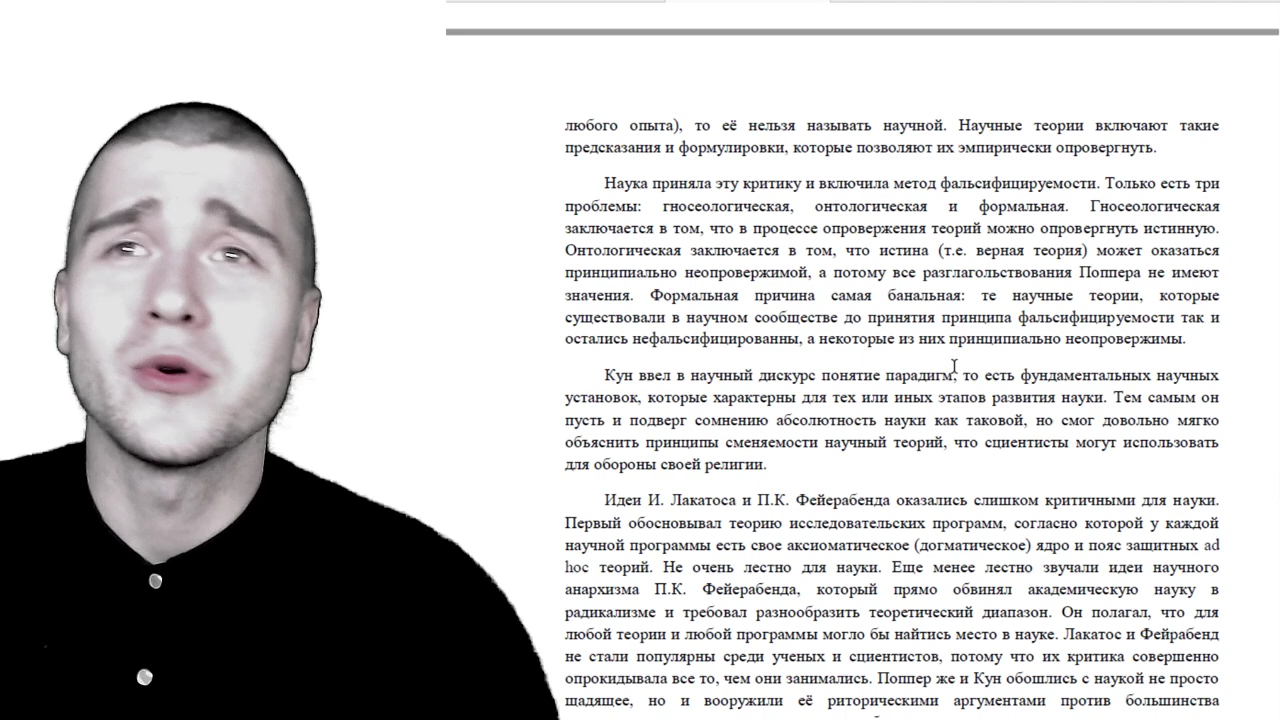 любого опыта), то её нельзя называть научной. Научные теории включают такие
предсказания и формулировки, которые позволяют их эмпирически опровергнуть.
Наука приняла эту критику и включила метод фальсифицируемости. Только есть три
проблемы: гносеологическая, онтологическая и формальная. Гносеологическая
заключается в том, что в процессе опровержения теорий можно опровергнуть истинную.
Онтологическая заключается в том, что истина (т.е. верная теория) может оказаться
принципиально неопровержимой, а потому все разглагольствования Поппера не имеют
значения. Формальная причина самая банальная: те научные теории, которые
существовали в научном сообществе до принятия принципа фальсифицируемости так и
остались нефальсифицированны, а некоторые из них принципиально неопровержимы.
Кун ввел в научный дискурс понятие парадигм, то есть фундаментальных научных
установок, которые характерны для тех или иных этапов развития науки. Тем самым он
пусть и подверг сомнению абсолютность науки как таковой, но смог довольно мягко
объяснить принципы сменяемости научный теорий, что сциентисты могут использовать
для обороны своей религии.
Идеи И. Лакатоса и П.К. Фейерабенда оказались слишком критичными для науки.
Первый обосновывал теорию исследовательских программ, согласно которой у каждой
научной программы есть свое аксиоматическое (догматическое) ядро и пояс защитных ad
hoc теорий. Не очень лестно для науки. Еще менее лестно звучали идеи научного
анархизма П.К. Фейерабенда, который прямо обвинял академическую науку в
радикализме и требовал разнообразить теоретический диапазон. Он полагал, что для
любой теории и любой программы могло бы найтись место в науке. Лакатос и Фейрабенд
не стали популярны среди ученых и сциентистов, потому что их критика совершенно
опрокидывала все то, чем они занимались. Поппер же и Кун обошлись с наукой не просто
щадящее, но и вооружили её риторическими аргументами против большинства